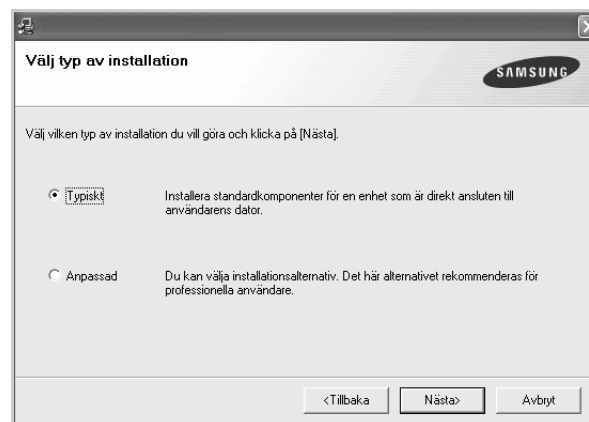 Välj typ av installation
SAMSUNG
Välj vilken typ av installation du vill göra och klicka på [Nästa].
Typiskt
Installera standardkomponenter för en enhet som är direkt ansluten till
användarens dator.
Anpassad
Du kan välja installationsalternativ. Det här alternativet rekommenderas för
professionella användare.
<Tillbaka
Nästa>
Avbryt